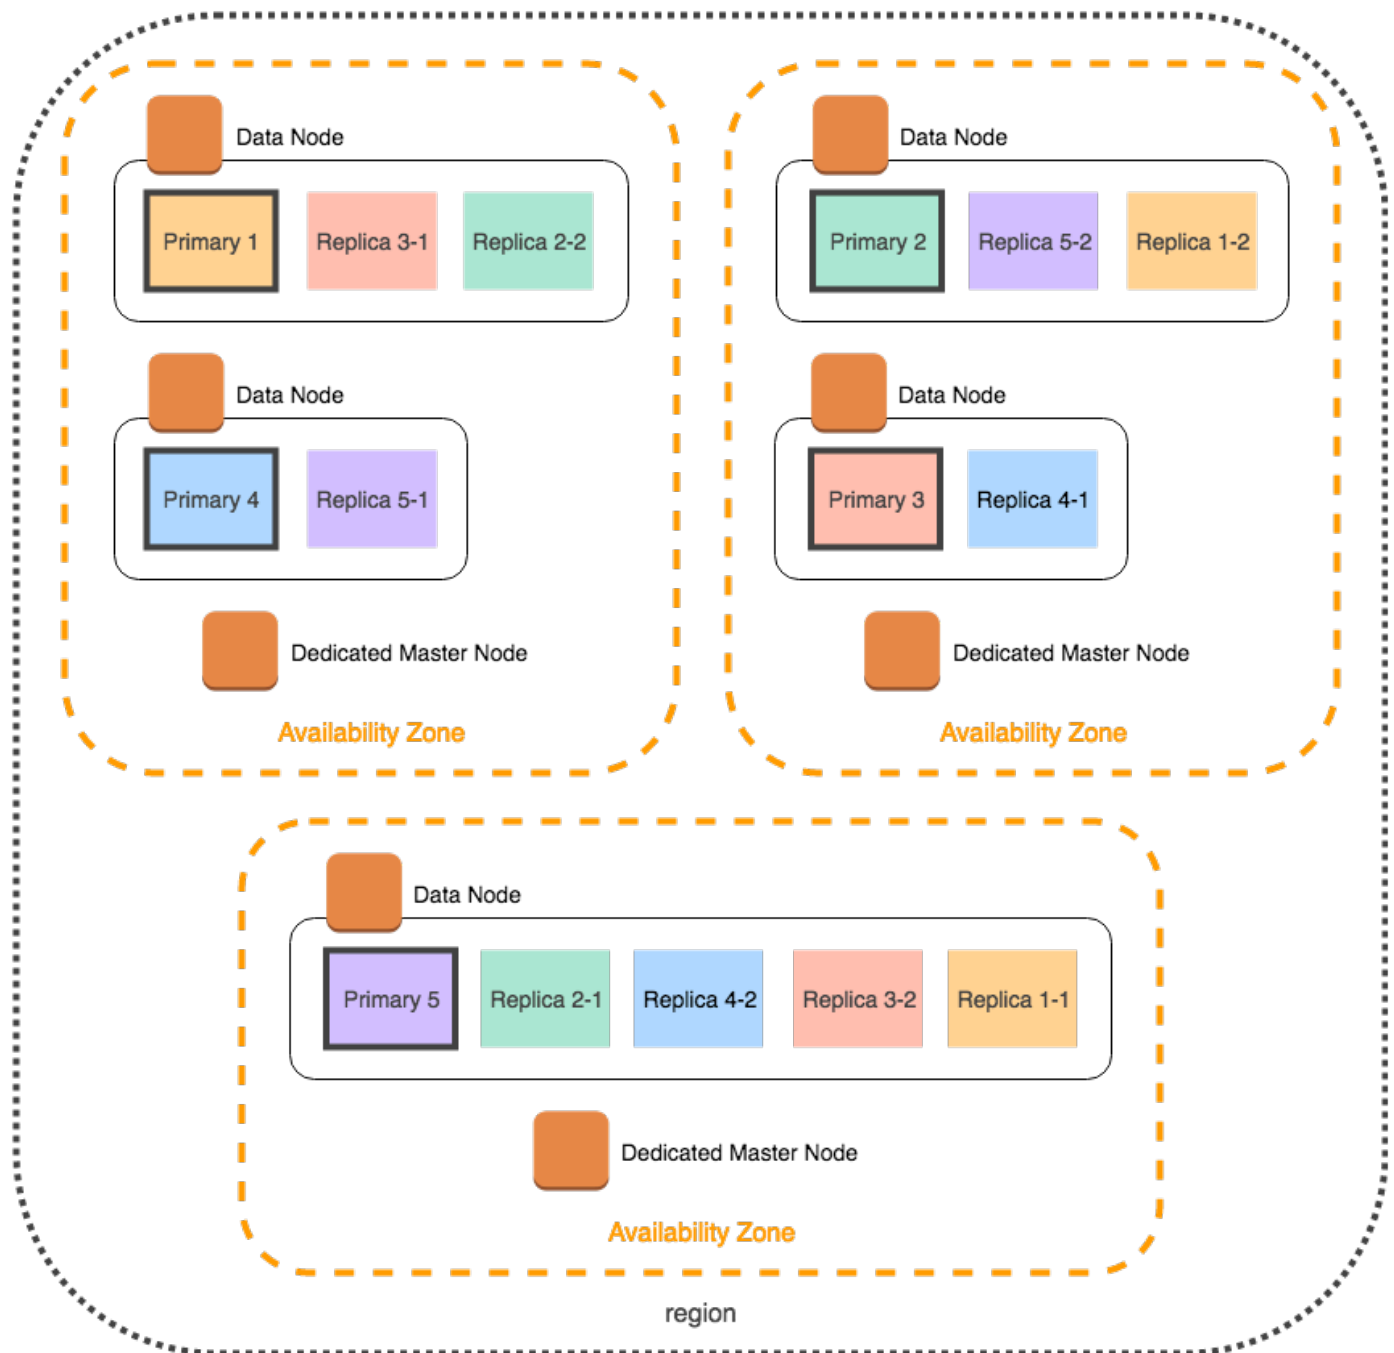 Data Node
Primary 1
Replica 3-1
Replica 2-2
Data Node
Primary 4
Replica 5-1
Dedicated Master Node
Availability Zone
Data Node
Primary 2
Replica 5-2
Replica 1-2
Data Node
Primary 3
Replica 4-1
Dedicated Master Node
Availability Zone
Data Node
Primary 5
Replica 2-1
Replica 4-2
Replica 3-2
Replica 1-1
Dedicated Master Node
Availability Zone
region